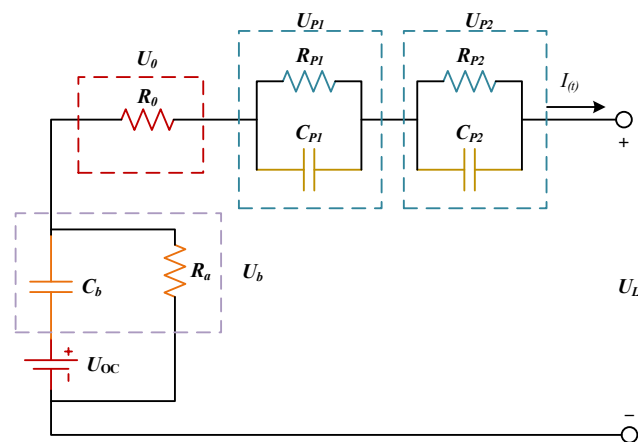 U0
R0
UP1
RP1
CP1
UP2
RP2
CP2
I(t)
+
Cb
Ra
Ub
UL
+
UOC
-
−